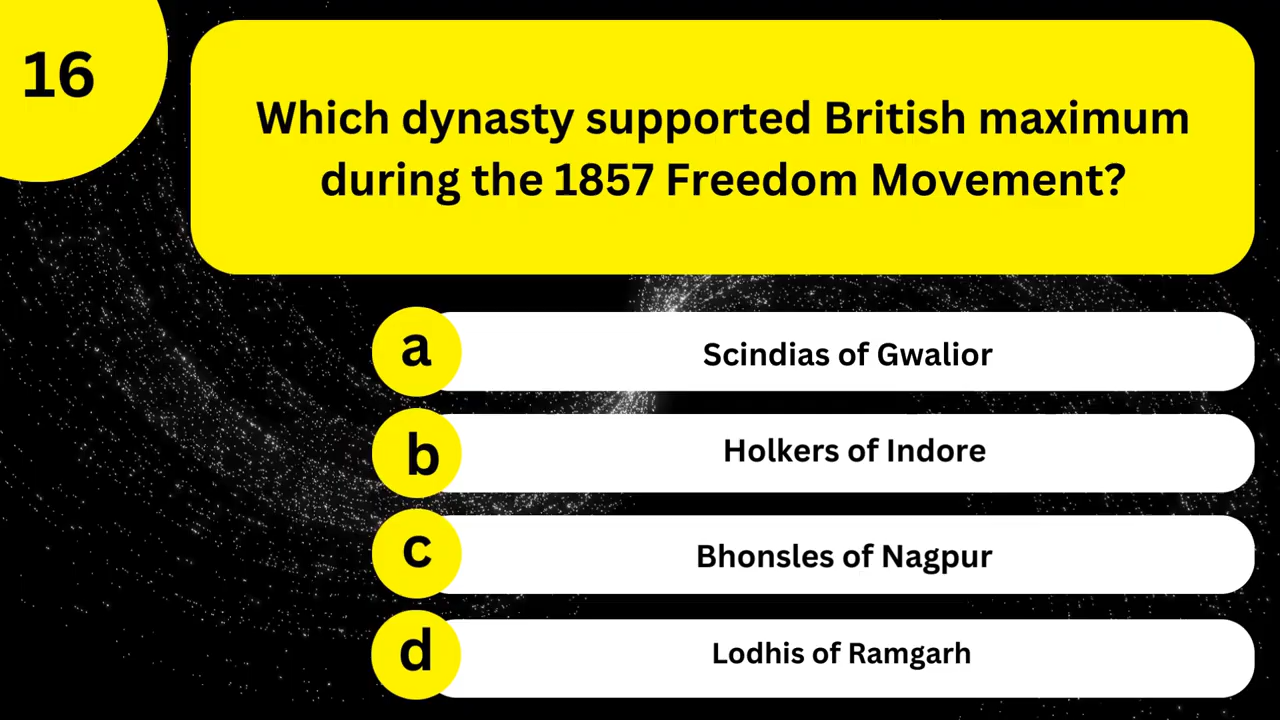 16
Which dynasty supported British maximum
during the 1857 Freedom Movement?
a
Scindias of Gwalior
b
Holkers of Indore
c
Bhonsles of Nagpur
d
Lodhis of Ramgarh